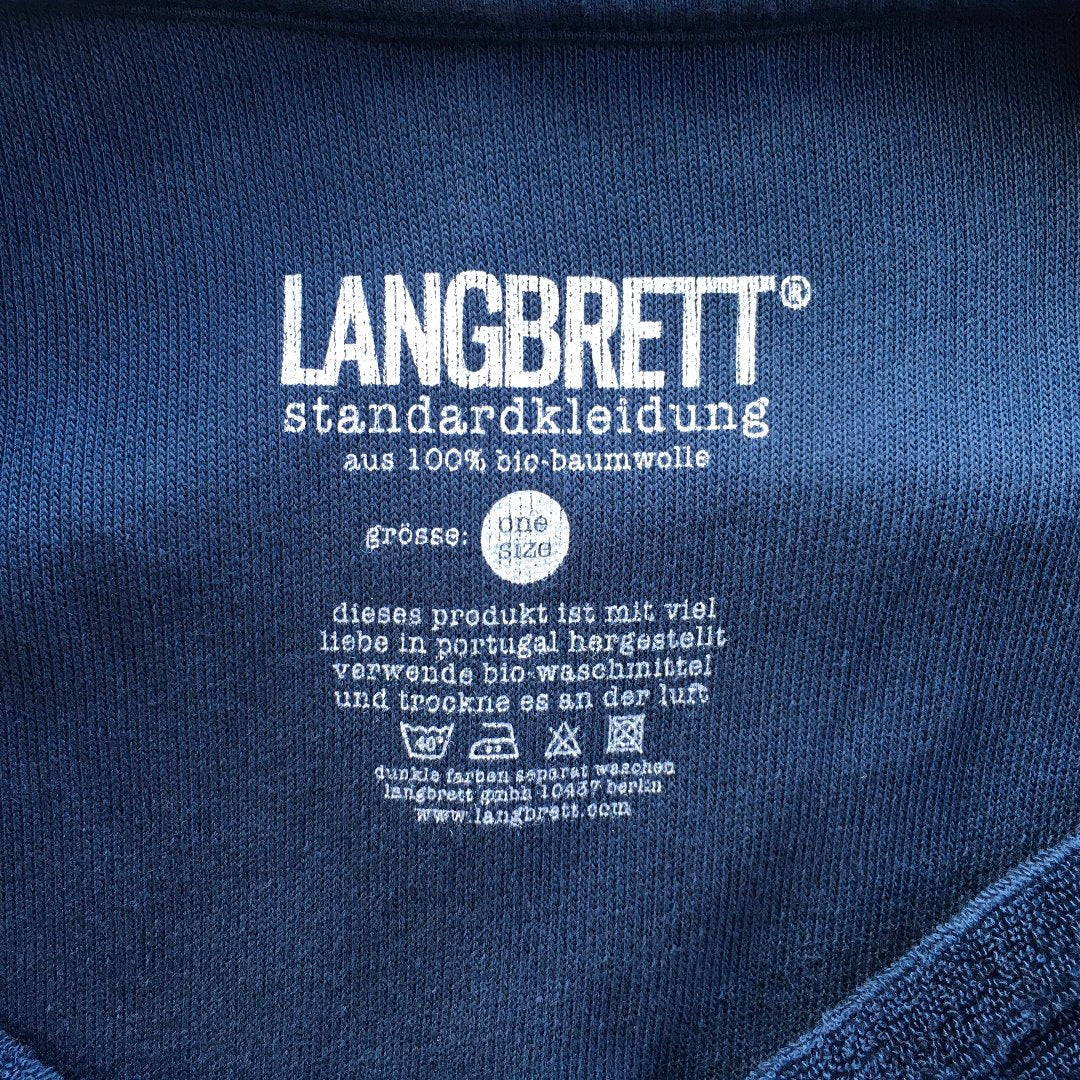 LANGBRETT®
standardkleidung
aus 100% bio-baumwolle
grösse:
one
size
dieses produkt ist mit viel
liebe in portugal hergestellt
verwende bio-waschmittel
und trockne es an der luft
40°
dunkle farben separat waschen
langbrett gmbh 10437 berlin
www.langbrett.com